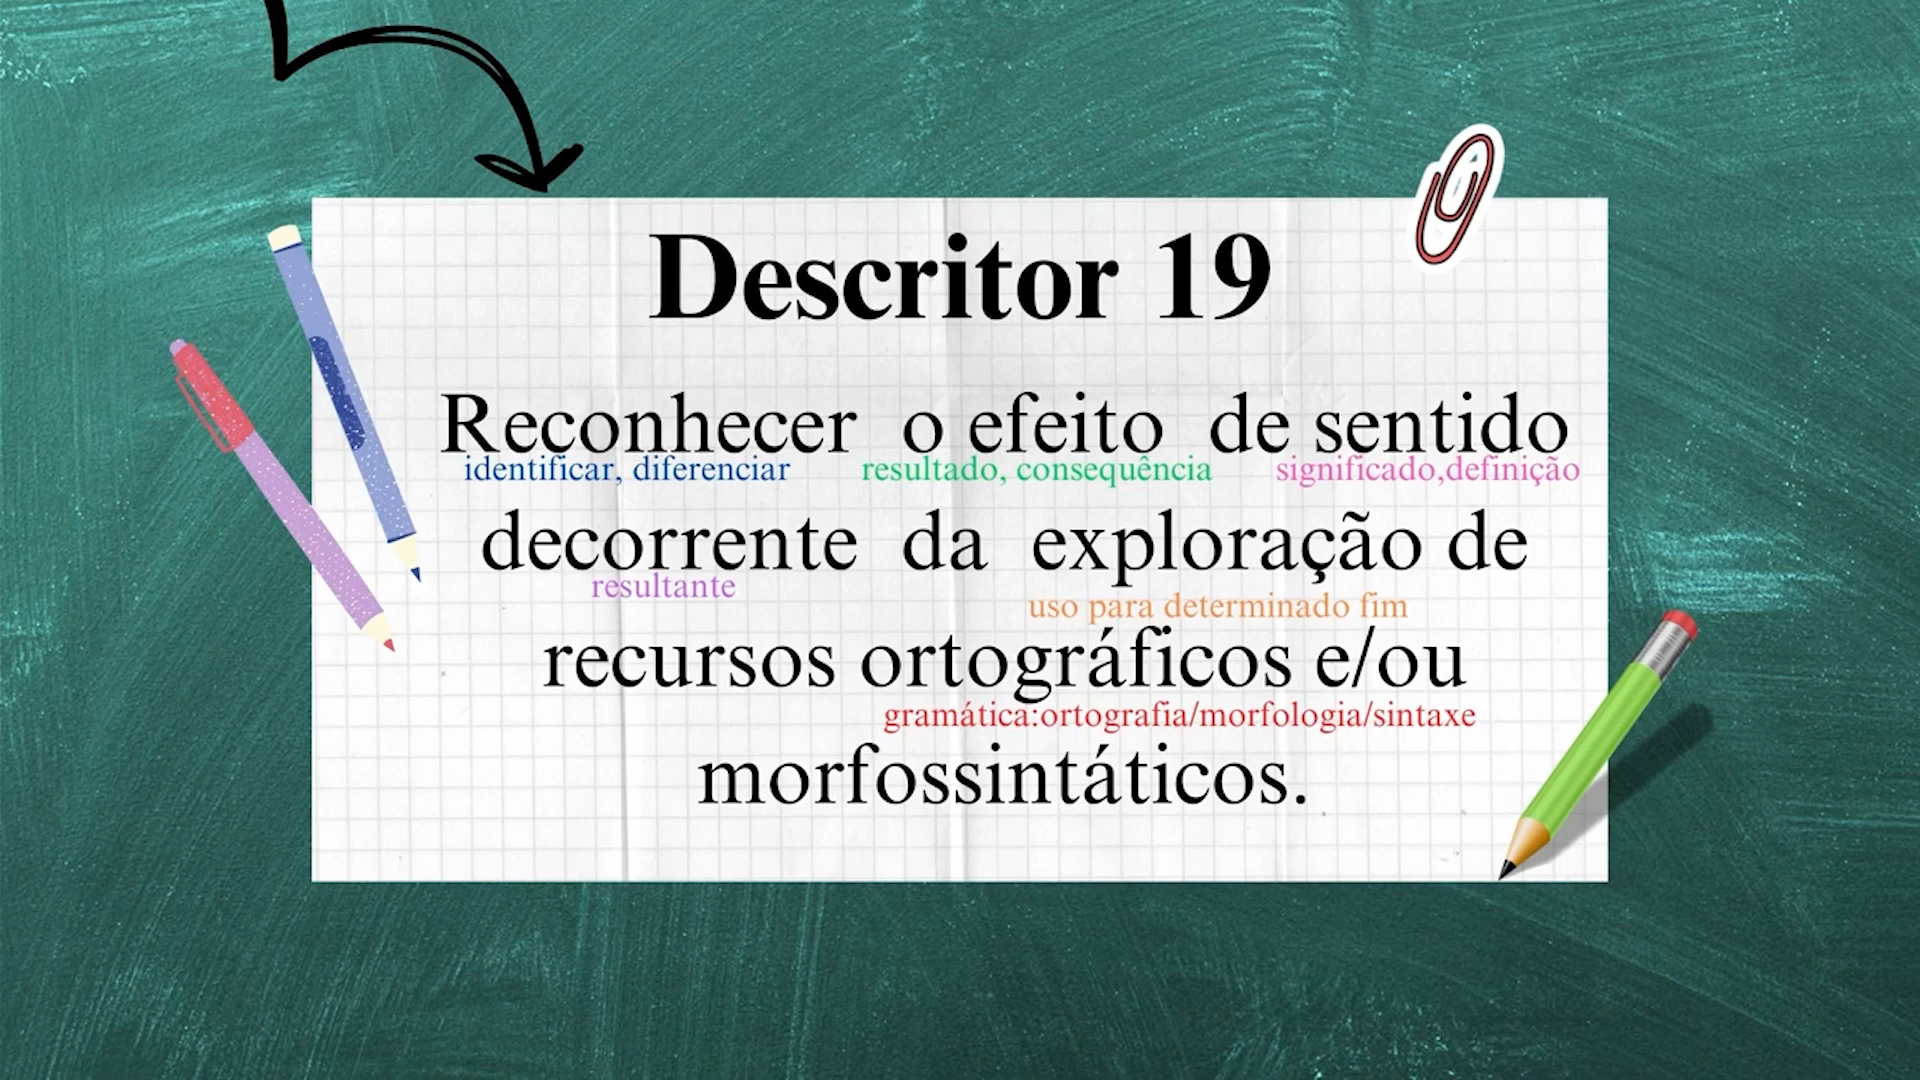 Descritor 19
Reconhecer o efeito de sentido
identificar, diferenciar resultado, consequência significado,definição
decorrente da exploração de
resultante uso para determinado fim
recursos ortográficos e/ou
gramática:ortografia/morfologia/sintaxe
morfossintáticos.